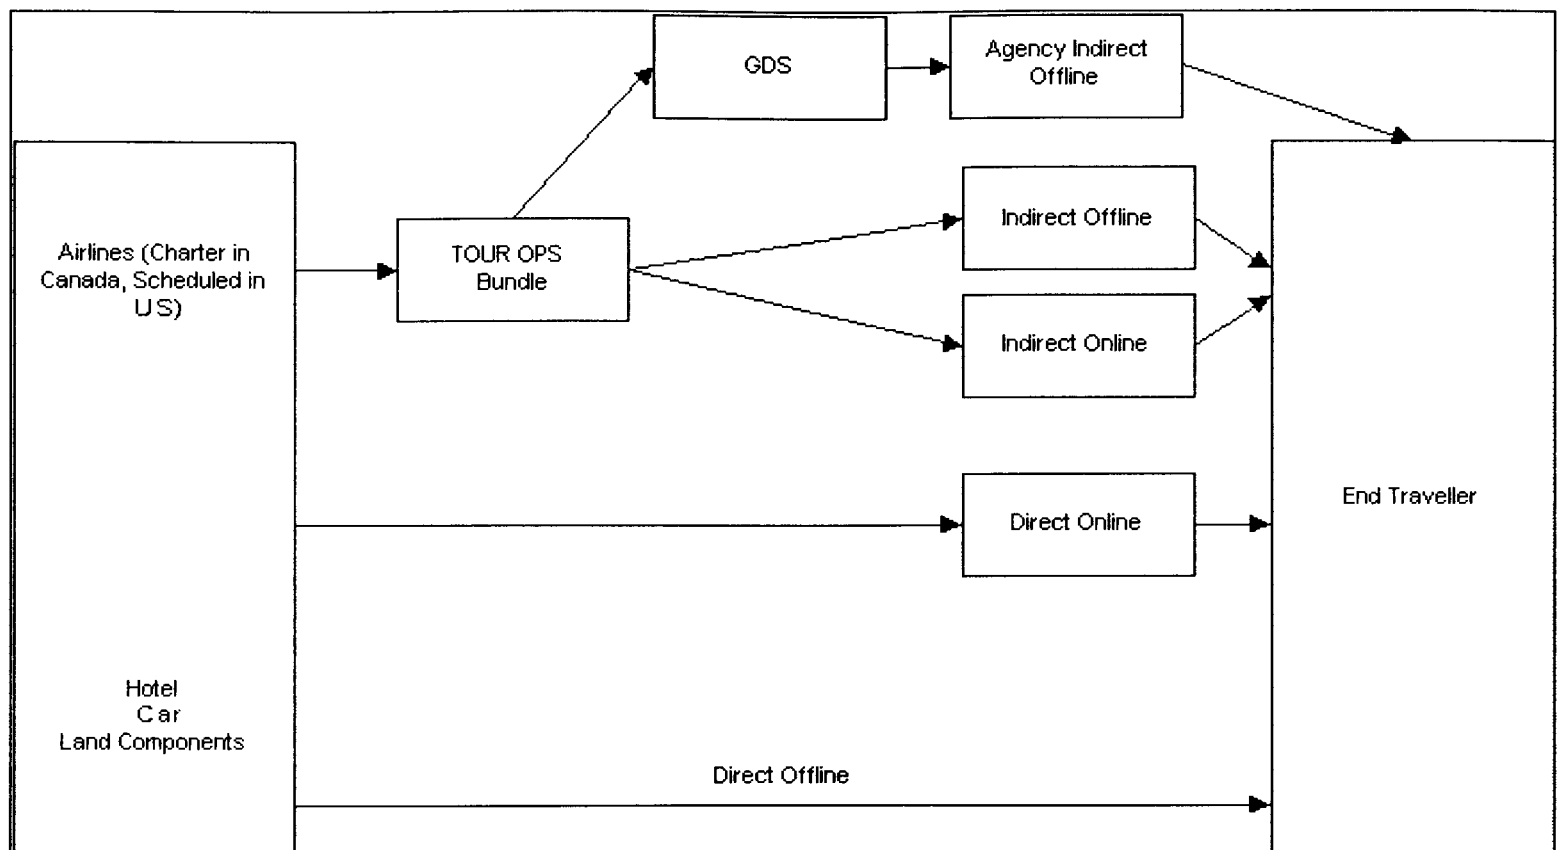 GDS
Agency Indirect
Offline
Airlines (Charter in
Canada, Scheduled in
US)
TOUR OPS
Bundle
Indirect Offline
Indirect Online
Direct Online
End Traveller
Hotel
Car
Land Components
Direct Offline